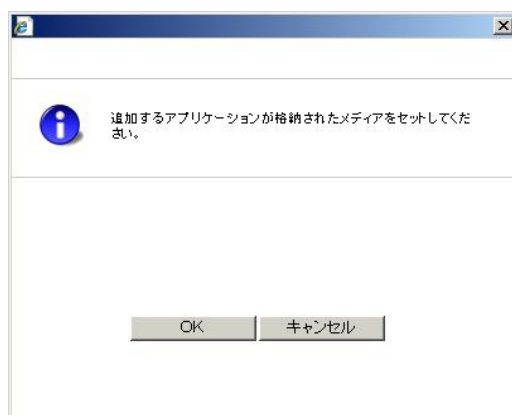 追加するアプリケーションが格納されたメディアをセットしてくだ
さい。
OK
キャンセル